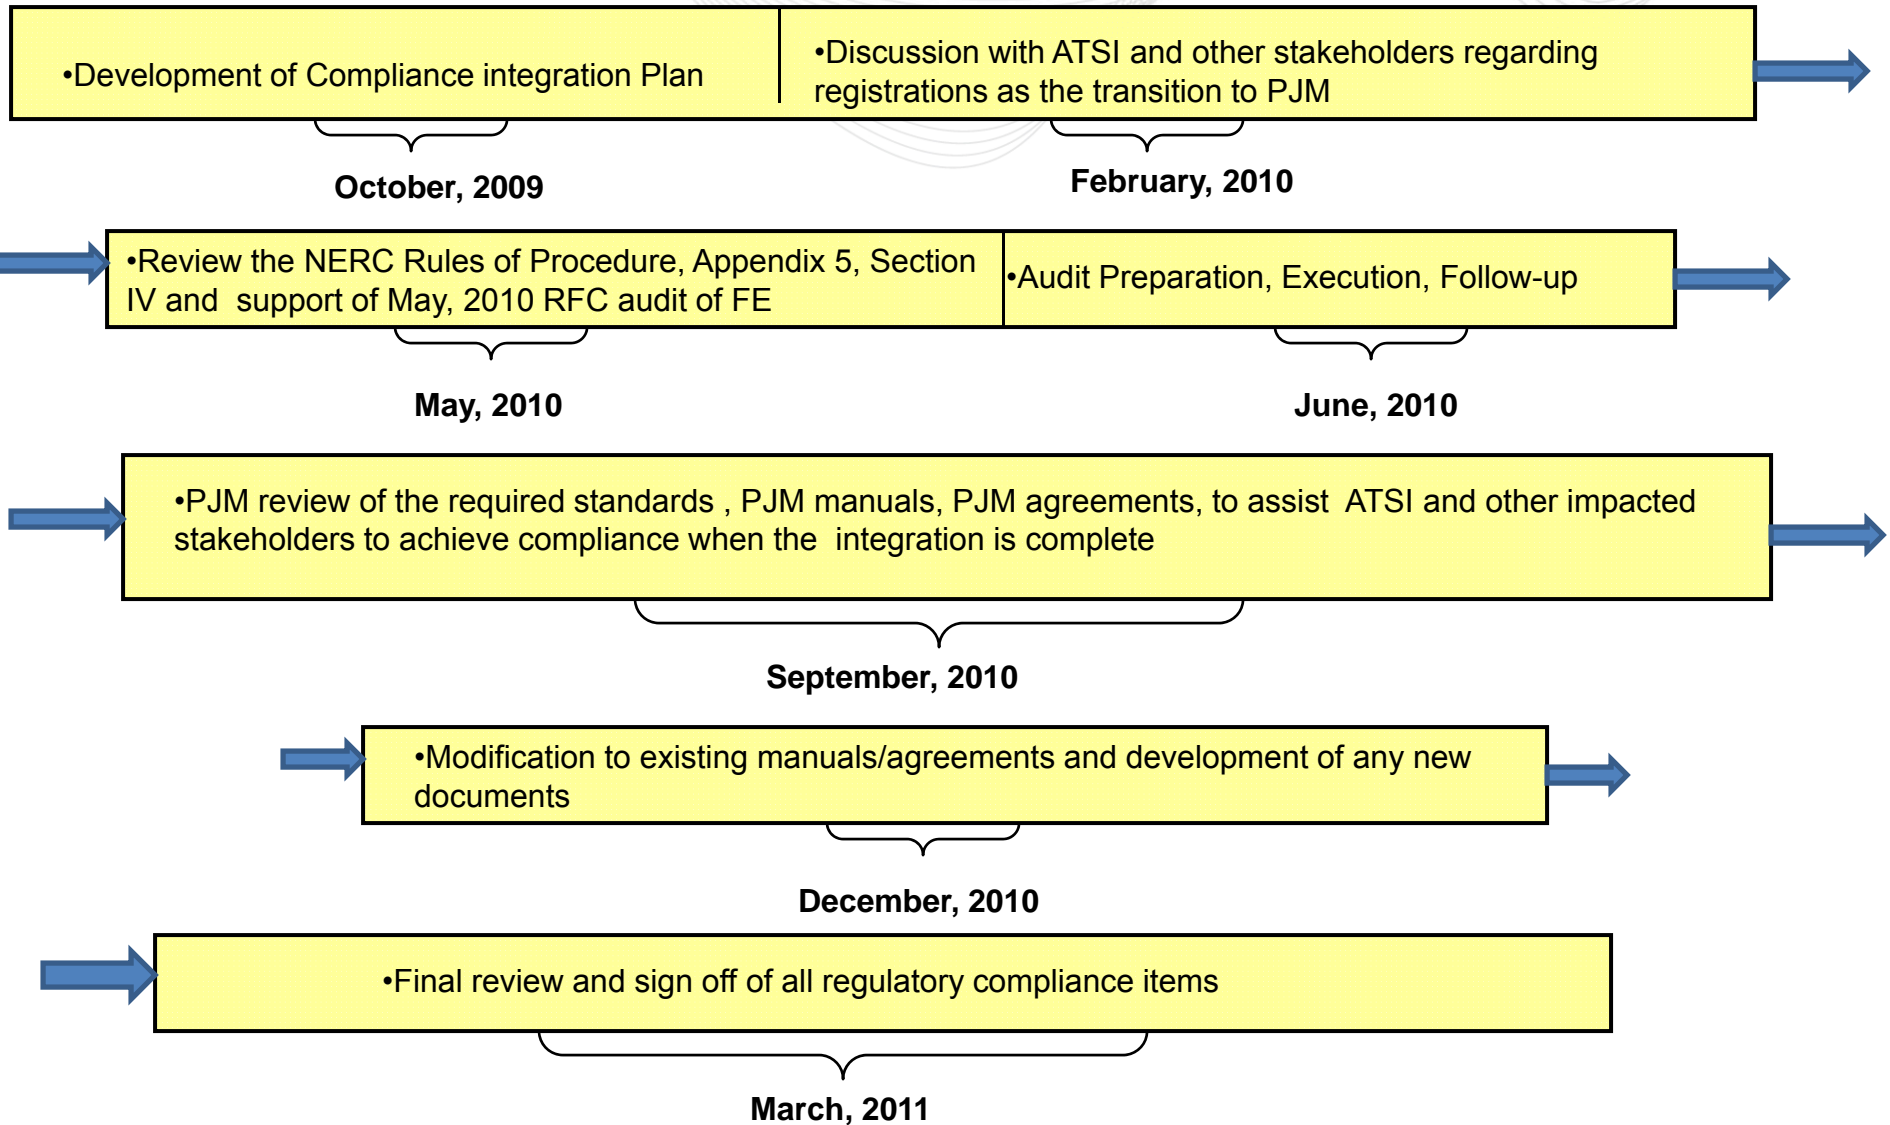 •Development of Compliance integration Plan
•Discussion with ATSI and other stakeholders regarding
registrations as the transition to PJM
October, 2009
February, 2010
•Review the NERC Rules of Procedure, Appendix 5, Section
IV and  support of May, 2010 RFC audit of FE
•Audit Preparation, Execution, Follow-up
May, 2010
June, 2010
•PJM review of the required standards , PJM manuals, PJM agreements, to assist  ATSI and other impacted
stakeholders to achieve compliance when the  integration is complete
September, 2010
•Modification to existing manuals/agreements and development of any new
documents
December, 2010
•Final review and sign off of all regulatory compliance items
March, 2011